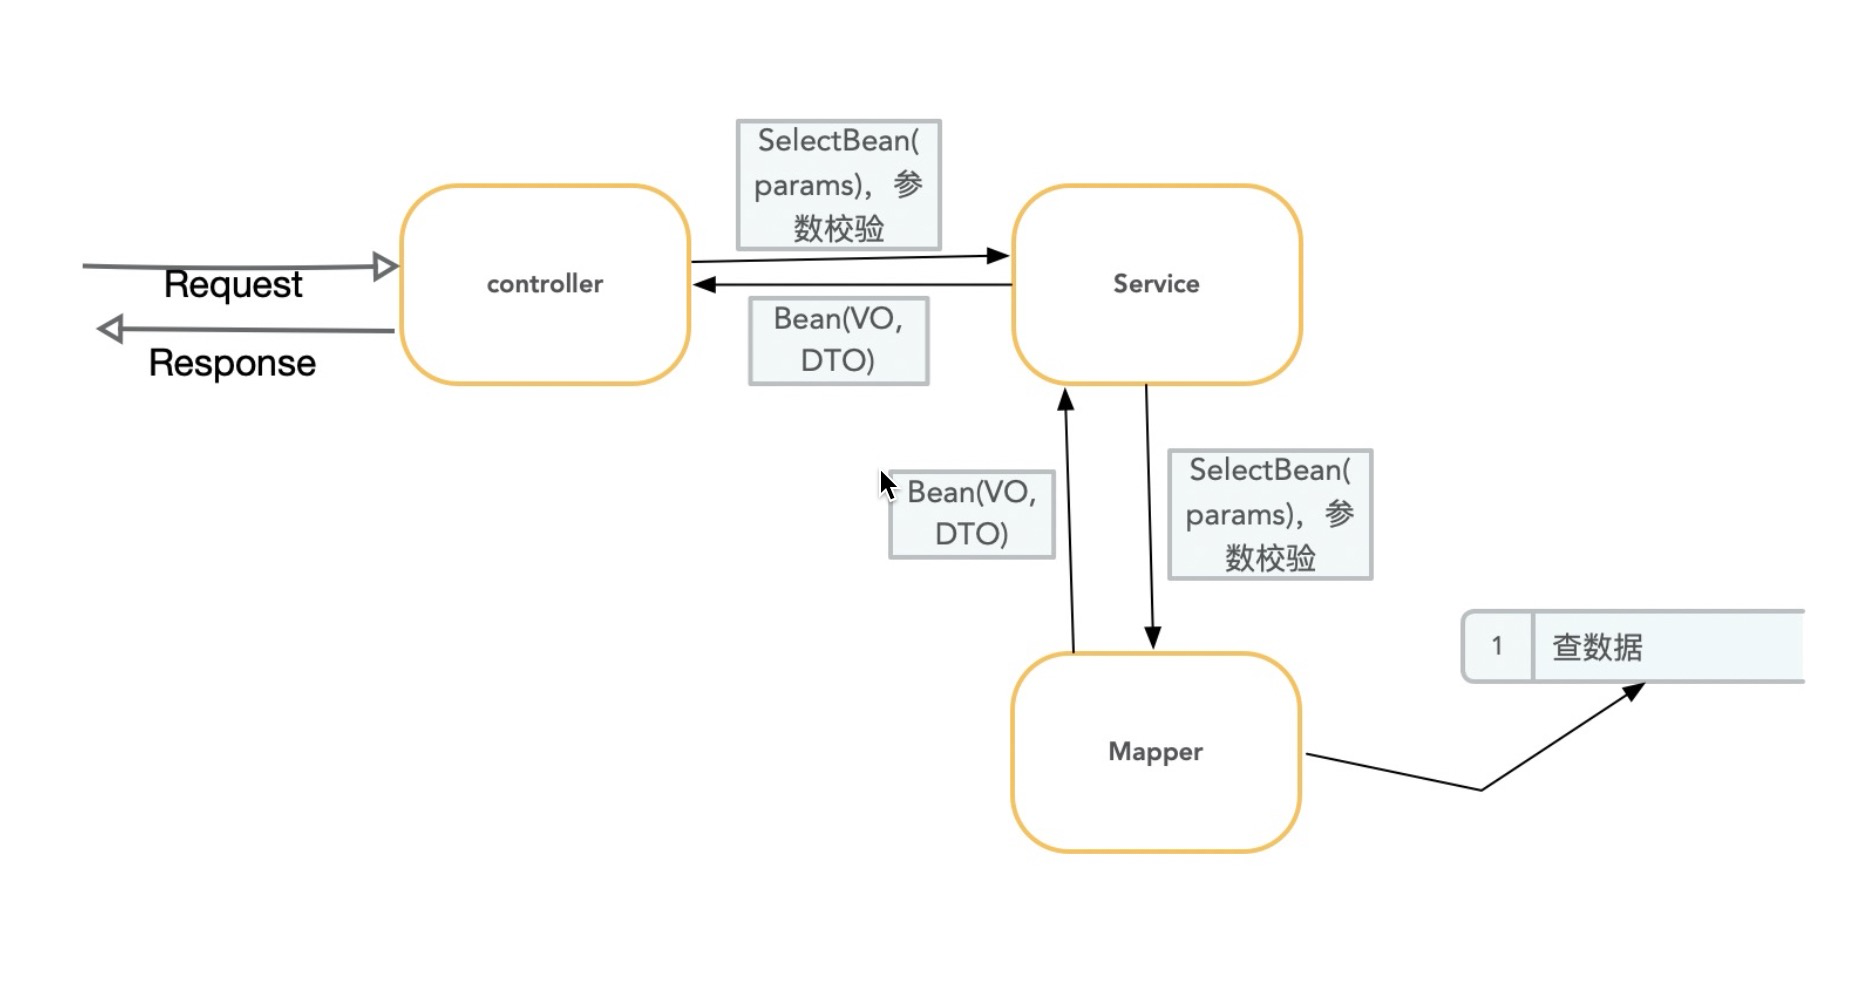 SelectBean(
params)，参
数校验
Request
controller
Service
Response
Bean(VO,
DTO)
Bean(VO,
DTO)
SelectBean(
params)，参
数校验
1 查数据
Mapper